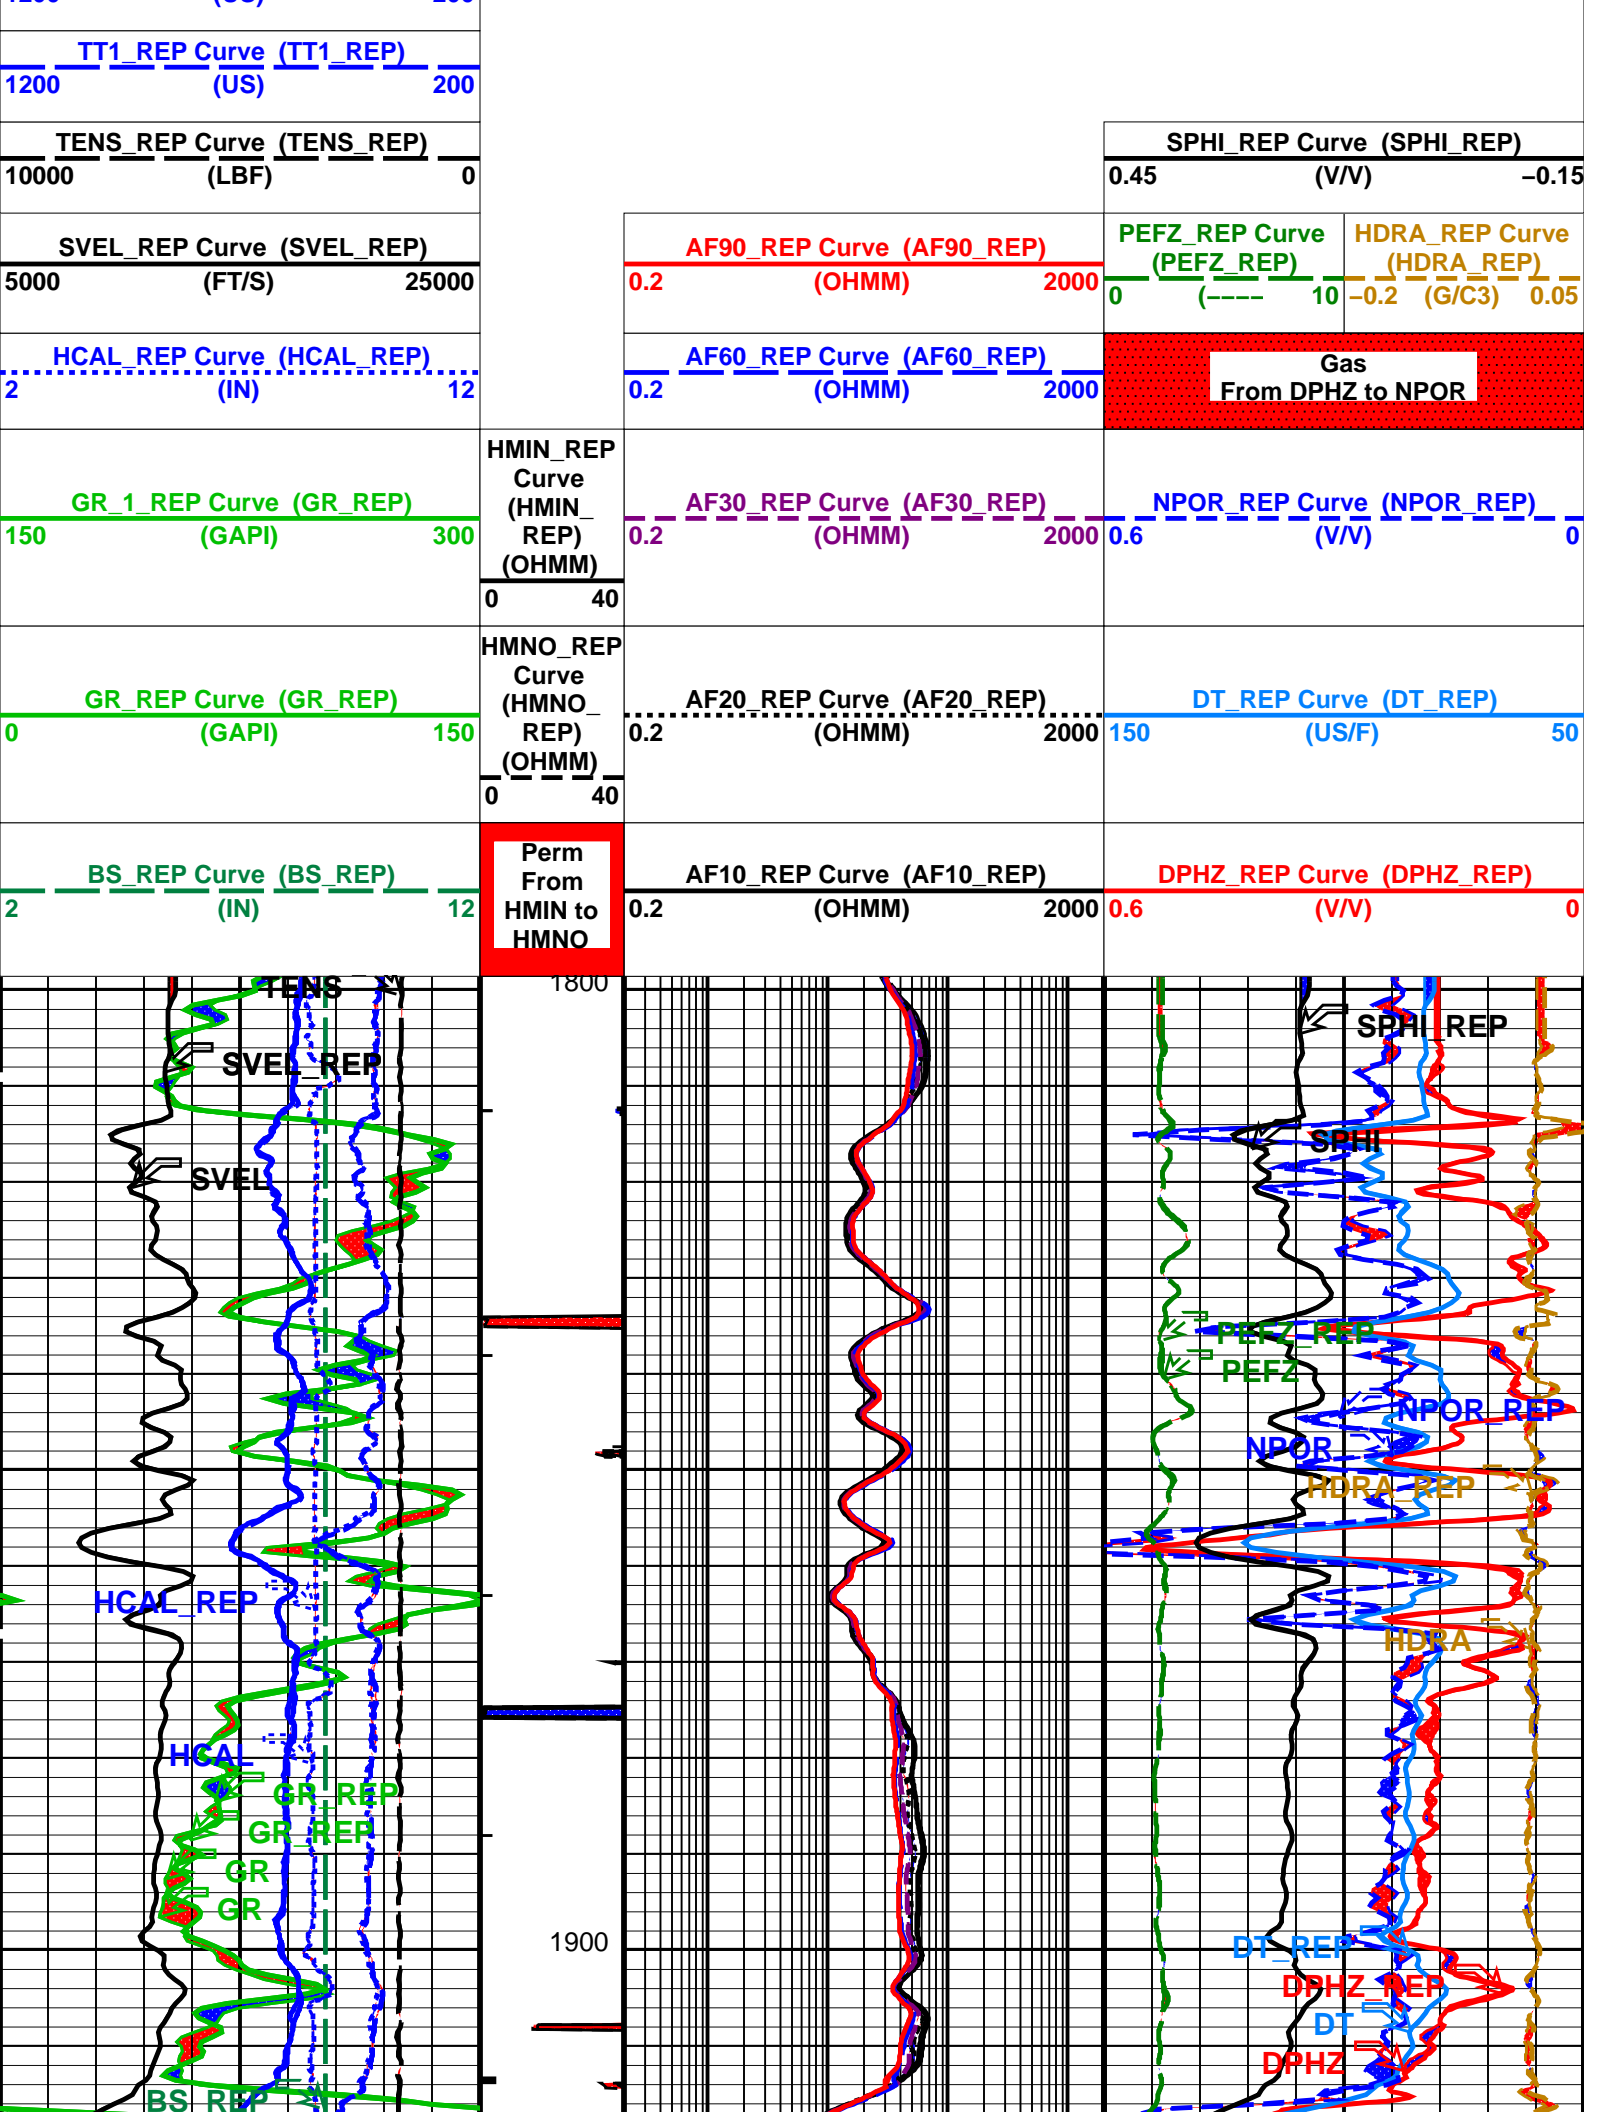 1200 (US) 200
TT1_REP Curve (TT1_REP)
1200 (US) 200
TENS_REP Curve (TENS_REP)
10000 (LBF) 0
SPHI_REP Curve (SPHI_REP)
0.45 (V/V) −0.15
SVEL_REP Curve (SVEL_REP)
5000 (FT/S) 25000
AF90_REP Curve (AF90_REP)
0.2 (OHMM) 2000
PEFZ_REP Curve
(PEFZ_REP)
0 (−−−− 10
HDRA_REP Curve
(HDRA_REP)
−0.2 (G/C3) 0.05
HCAL_REP Curve (HCAL_REP)
2 (IN) 12
AF60_REP Curve (AF60_REP)
0.2 (OHMM) 2000
Gas
From DPHZ to NPOR
GR_1_REP Curve (GR_REP)
150 (GAPI) 300
HMIN_REP
Curve
(HMIN_
REP)
(OHMM)
0 40
AF30_REP Curve (AF30_REP)
0.2 (OHMM) 2000
NPOR_REP Curve (NPOR_REP)
0.6 (V/V) 0
GR_REP Curve (GR_REP)
0 (GAPI) 150
HMNO_REP
Curve
(HMNO_
REP)
(OHMM)
0 40
AF20_REP Curve (AF20_REP)
0.2 (OHMM) 2000
DT_REP Curve (DT_REP)
150 (US/F) 50
BS_REP Curve (BS_REP)
2 (IN) 12
Perm
From
HMIN to
HMNO
AF10_REP Curve (AF10_REP)
0.2 (OHMM) 2000
DPHZ_REP Curve (DPHZ_REP)
0.6 (V/V) 0
TENS
1800
SPHI_REP
SVEL_REP
SPHI
SVEL
PEFZ_REP
PEFZ
NPOR_REP
NPOR
HDRA_REP
HCAL_REP
HDRA
HCAL
GR_REP
GR_REP
GR
GR
1900
DT_REP
DPHZ_REP
DT
DPHZ
BS_REP